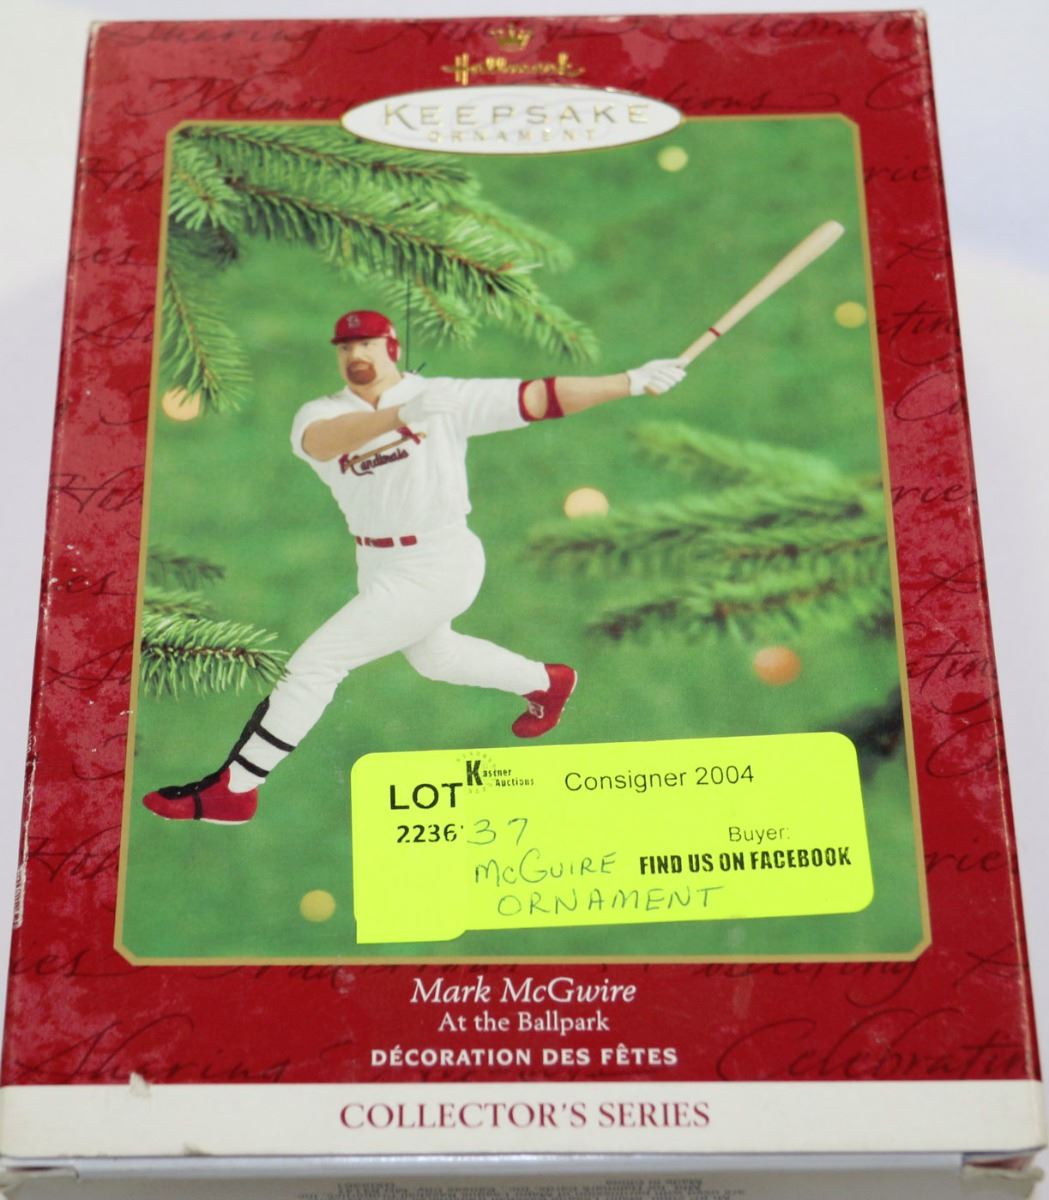 Hallmark
KEEPSAKE
ORNAMENT
Cardinals
LOT Kastner Auctions Consigner 2004
2236 37 Buyer:
McGUIRE FIND US ON FACEBOOK
ORNAMENT
Mark McGwire
At the Ballpark
DÉCORATION DES FÊTES
COLLECTOR'S SERIES